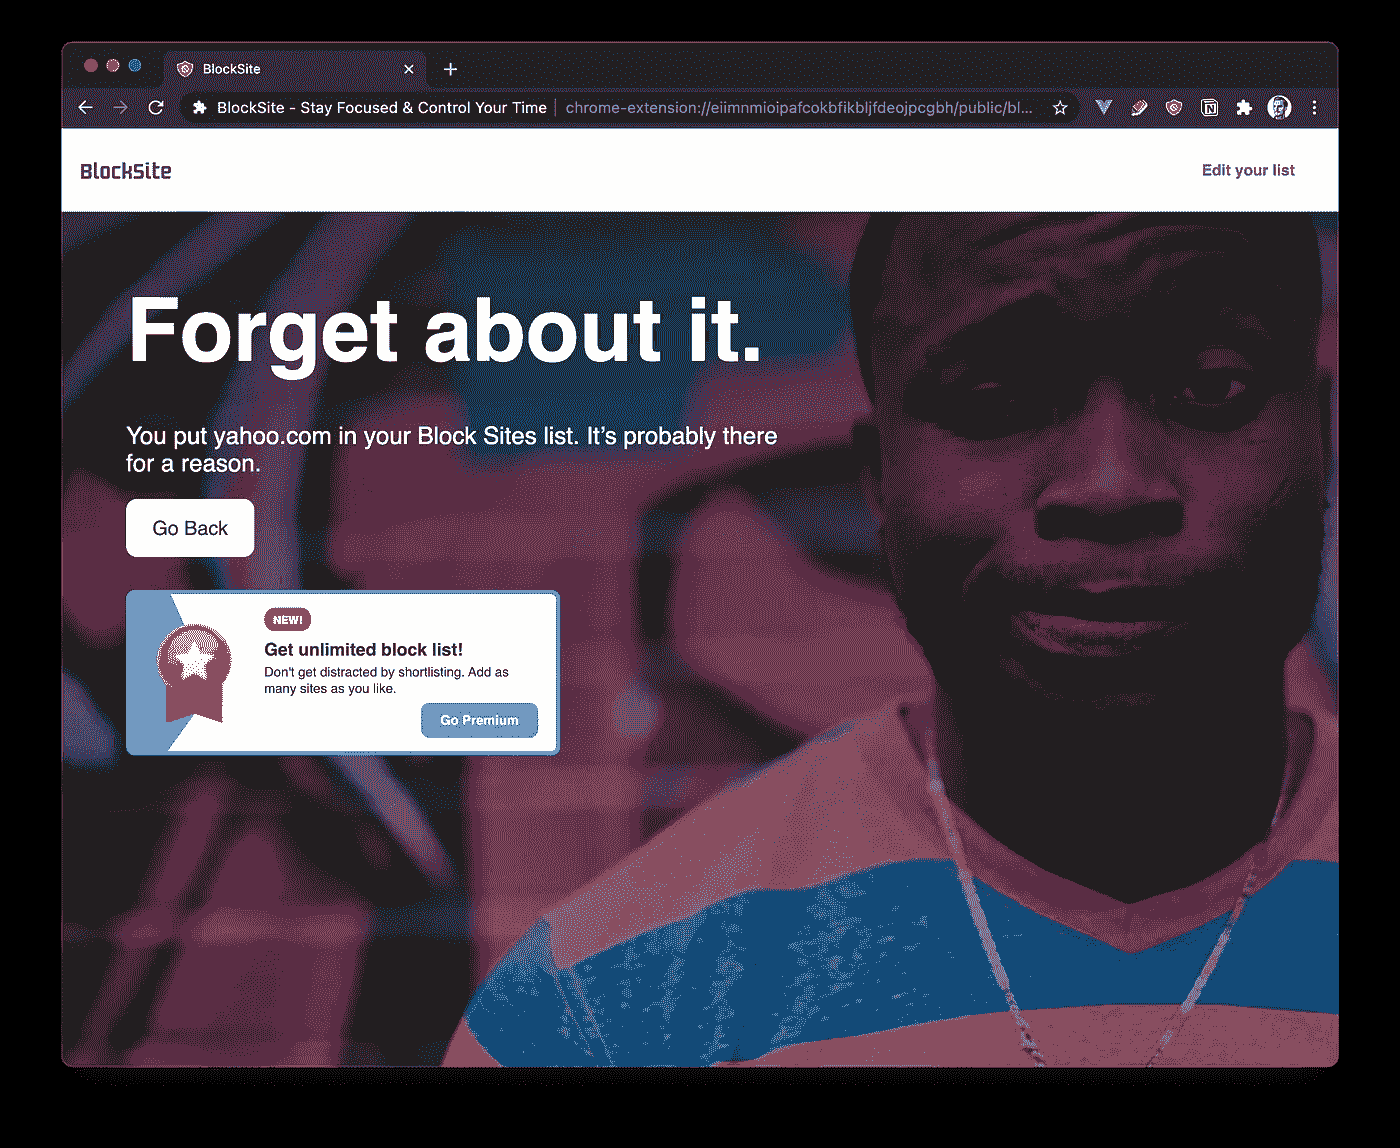 BlockSite
BlockSite - Stay Focused & Control Your Time | chrome-extension://eiimnmioipafcokbfikbljfdeojpcgbh/public/bl...
BlockSite
Edit your list
Forget about it.
You put yahoo.com in your Block Sites list. It’s probably there
for a reason.
Go Back
NEW!
Get unlimited block list!
Don't get distracted by shortlisting. Add as
many sites as you like.
Go Premium